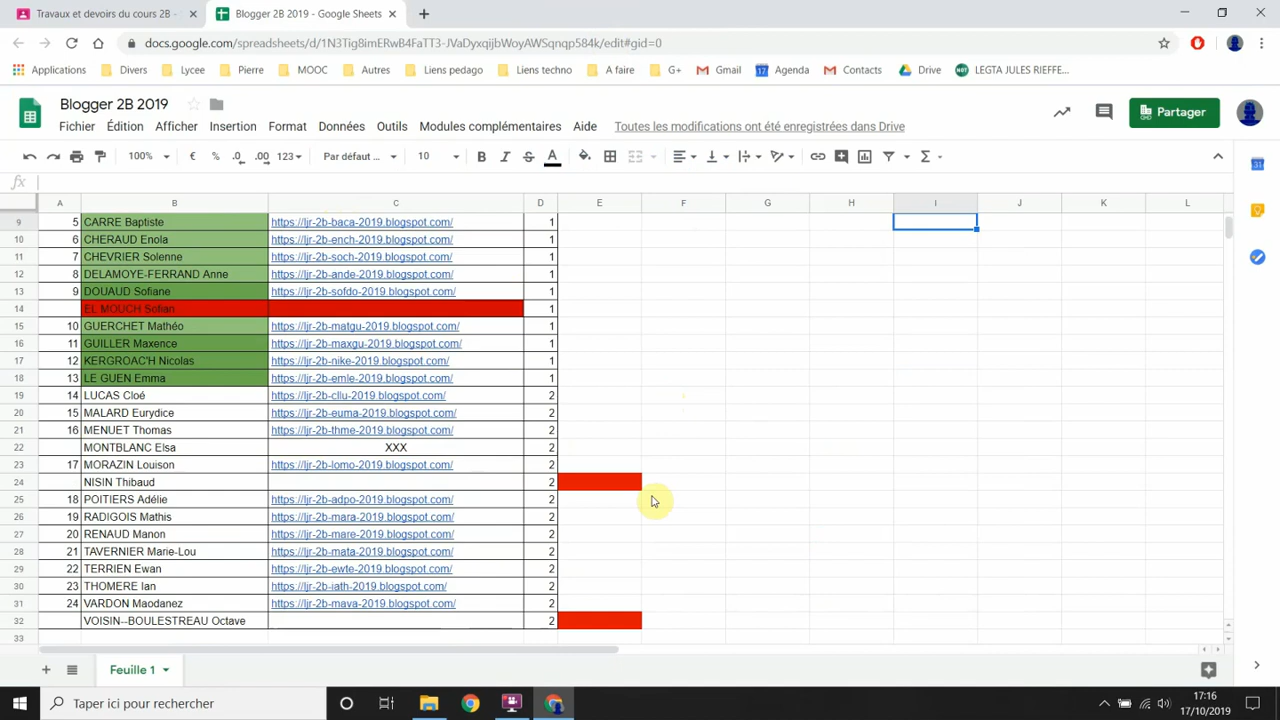 Travaux et devoirs du cours 2B -
Blogger 2B 2019 - Google Sheets
docs.google.com/spreadsheets/d/1N3Tig8imERwB4FaTT3-JVaDyxqijbWoyAWSqnqp584k/edit#gid=0
Applications Divers Lycee Pierre MOOC Autres Liens pedago Liens techno A faire G+ Gmail Agenda Contacts Drive LEGTA JULES RIEFFE...
Blogger 2B 2019
Partager
Fichier Édition Affichage Insertion Format Données Outils Modules complémentaires Aide Toutes les modifications ont été enregistrées dans Drive
100% € % .0 .00 123 Par défaut ... 10 B I S A Σ
fx
A B C D E F G H I J K L
9 5 CARRE Baptiste https://ljr-2b-baca-2019.blogspot.com/ 1
10 6 CHERAUD Enola https://ljr-2b-ench-2019.blogspot.com/ 1
11 7 CHEVRIER Solenne https://ljr-2b-soch-2019.blogspot.com/ 1
12 8 DELAMOYE-FERRAND Anne https://ljr-2b-ande-2019.blogspot.com/ 1
13 9 DOUAUD Sofiane https://ljr-2b-sofdo-2019.blogspot.com/ 1
14 EL MOUCH Sofian 1
15 10 GUERCHET Mathéo https://ljr-2b-matgu-2019.blogspot.com/ 1
16 11 GUILLER Maxence https://ljr-2b-maxgu-2019.blogspot.com/ 1
17 12 KERGROAC'H Nicolas https://ljr-2b-nike-2019.blogspot.com/ 1
18 13 LE GUEN Emma https://ljr-2b-emle-2019.blogspot.com/ 1
19 14 LUCAS Cloé https://ljr-2b-cllu-2019.blogspot.com/ 2
20 15 MALARD Eurydice https://ljr-2b-euma-2019.blogspot.com/ 2
21 16 MENUET Thomas https://ljr-2b-thme-2019.blogspot.com/ 2
22 MONTBLANC Elsa XXX 2
23 17 MORAZIN Louison https://ljr-2b-lomo-2019.blogspot.com/ 2
24 NISIN Thibaud 2
25 18 POITIERS Adélie https://ljr-2b-adpo-2019.blogspot.com/ 2
26 19 RADIGOIS Mathis https://ljr-2b-mara-2019.blogspot.com/ 2
27 20 RENAUD Manon https://ljr-2b-mare-2019.blogspot.com/ 2
28 21 TAVERNIER Marie-Lou https://ljr-2b-mata-2019.blogspot.com/ 2
29 22 TERRIEN Ewan https://ljr-2b-ewte-2019.blogspot.com/ 2
30 23 THOMERE Ian https://ljr-2b-iath-2019.blogspot.com/ 2
31 24 VARDON Maodanez https://ljr-2b-mava-2019.blogspot.com/ 2
32 VOISIN--BOULESTREAU Octave 2
33
Feuille 1
Taper ici pour rechercher
17:16
17/10/2019